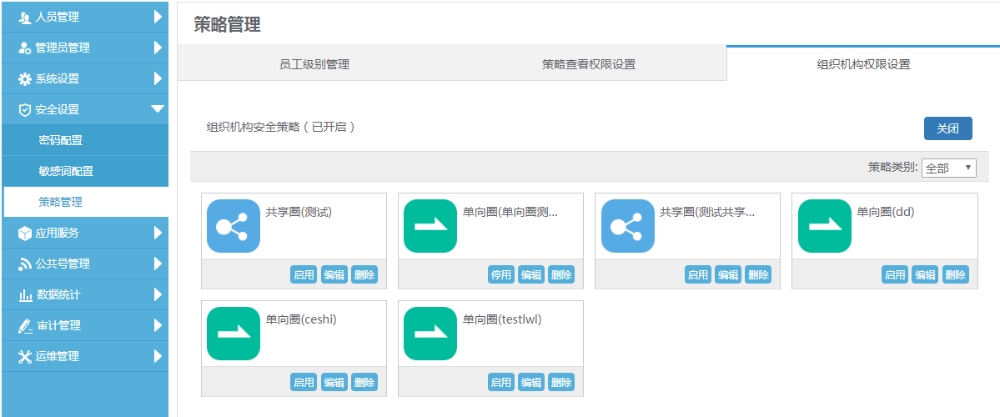 人员管理
管理员管理
系统设置
安全设置
密码配置
敏感词配置
策略管理
应用服务
公共号管理
数据统计
审计管理
运维管理
策略管理
员工级别管理 策略查看权限设置 组织机构权限设置
组织机构安全策略（已开启） 关闭
策略类别: 全部
共享圈(测试) 单向圈(单向圈测... 共享圈(测试共享... 单向圈(dd)
启用 编辑 删除 停用 编辑 删除 启用 编辑 删除 启用 编辑 删除
单向圈(ceshi) 单向圈(testlwl)
启用 编辑 删除 启用 编辑 删除